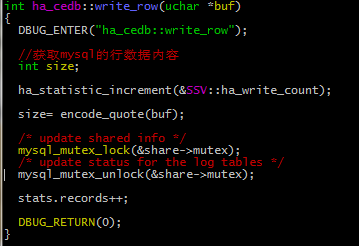 int ha_cedb::write_row(uchar *buf)
{
DBUG_ENTER("ha_cedb::write_row");
//获取mysql的行数据内容
int size;
ha_statistic_increment(&SSV::ha_write_count);
size= encode_quote(buf);
/* update shared info */
mysql_mutex_lock(&share->mutex);
/* update status for the log tables */
mysql_mutex_unlock(&share->mutex);
stats.records++;
DBUG_RETURN(0);
}